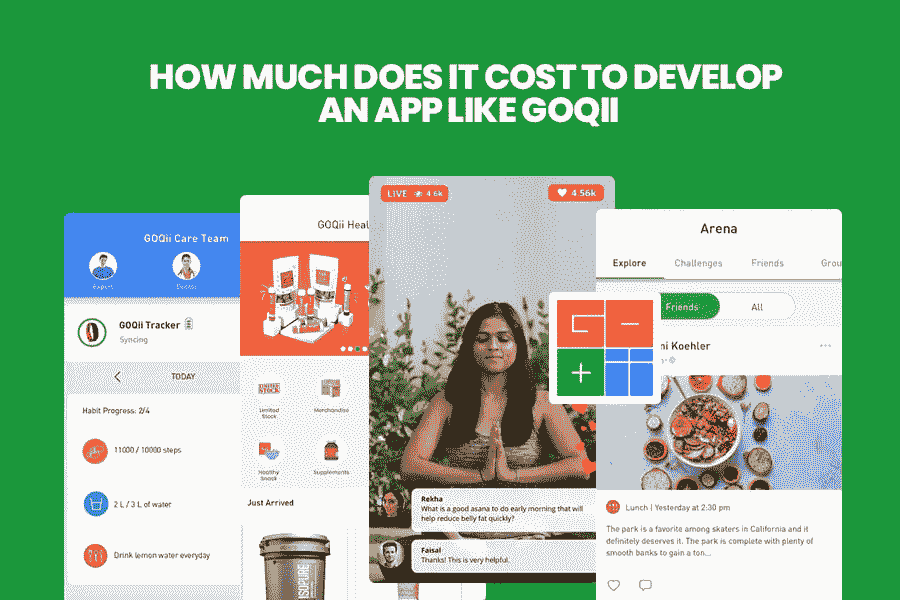 HOW MUCH DOES IT COST TO DEVELOP
AN APP LIKE GOQII
GOQii Care Team
Expert
Doctor
GOQii Tracker
Syncing
TODAY
Habit Progress: 2/4
11000 / 10000 steps
2 L / 3 L of water
Drink lemon water everyday
GOQii Heal
Limited
Stock
Merchandise
Healthy
Snack
Supplements
Just Arrived
ISOPURE
LIVE 4.6k
4.56k
Rekha
What is a good asana to do early morning that will
help reduce belly fat quickly?
Faisal
Thanks! This is very helpful.
Arena
Explore
Challenges
Friends
Grou
Friends
All
ni Koehler
Lunch | Yesterday at 2:30 pm
The park is a favorite among skaters in California and it
definitely deserves it. The park is complete with plenty of
smooth banks to gain a ton...